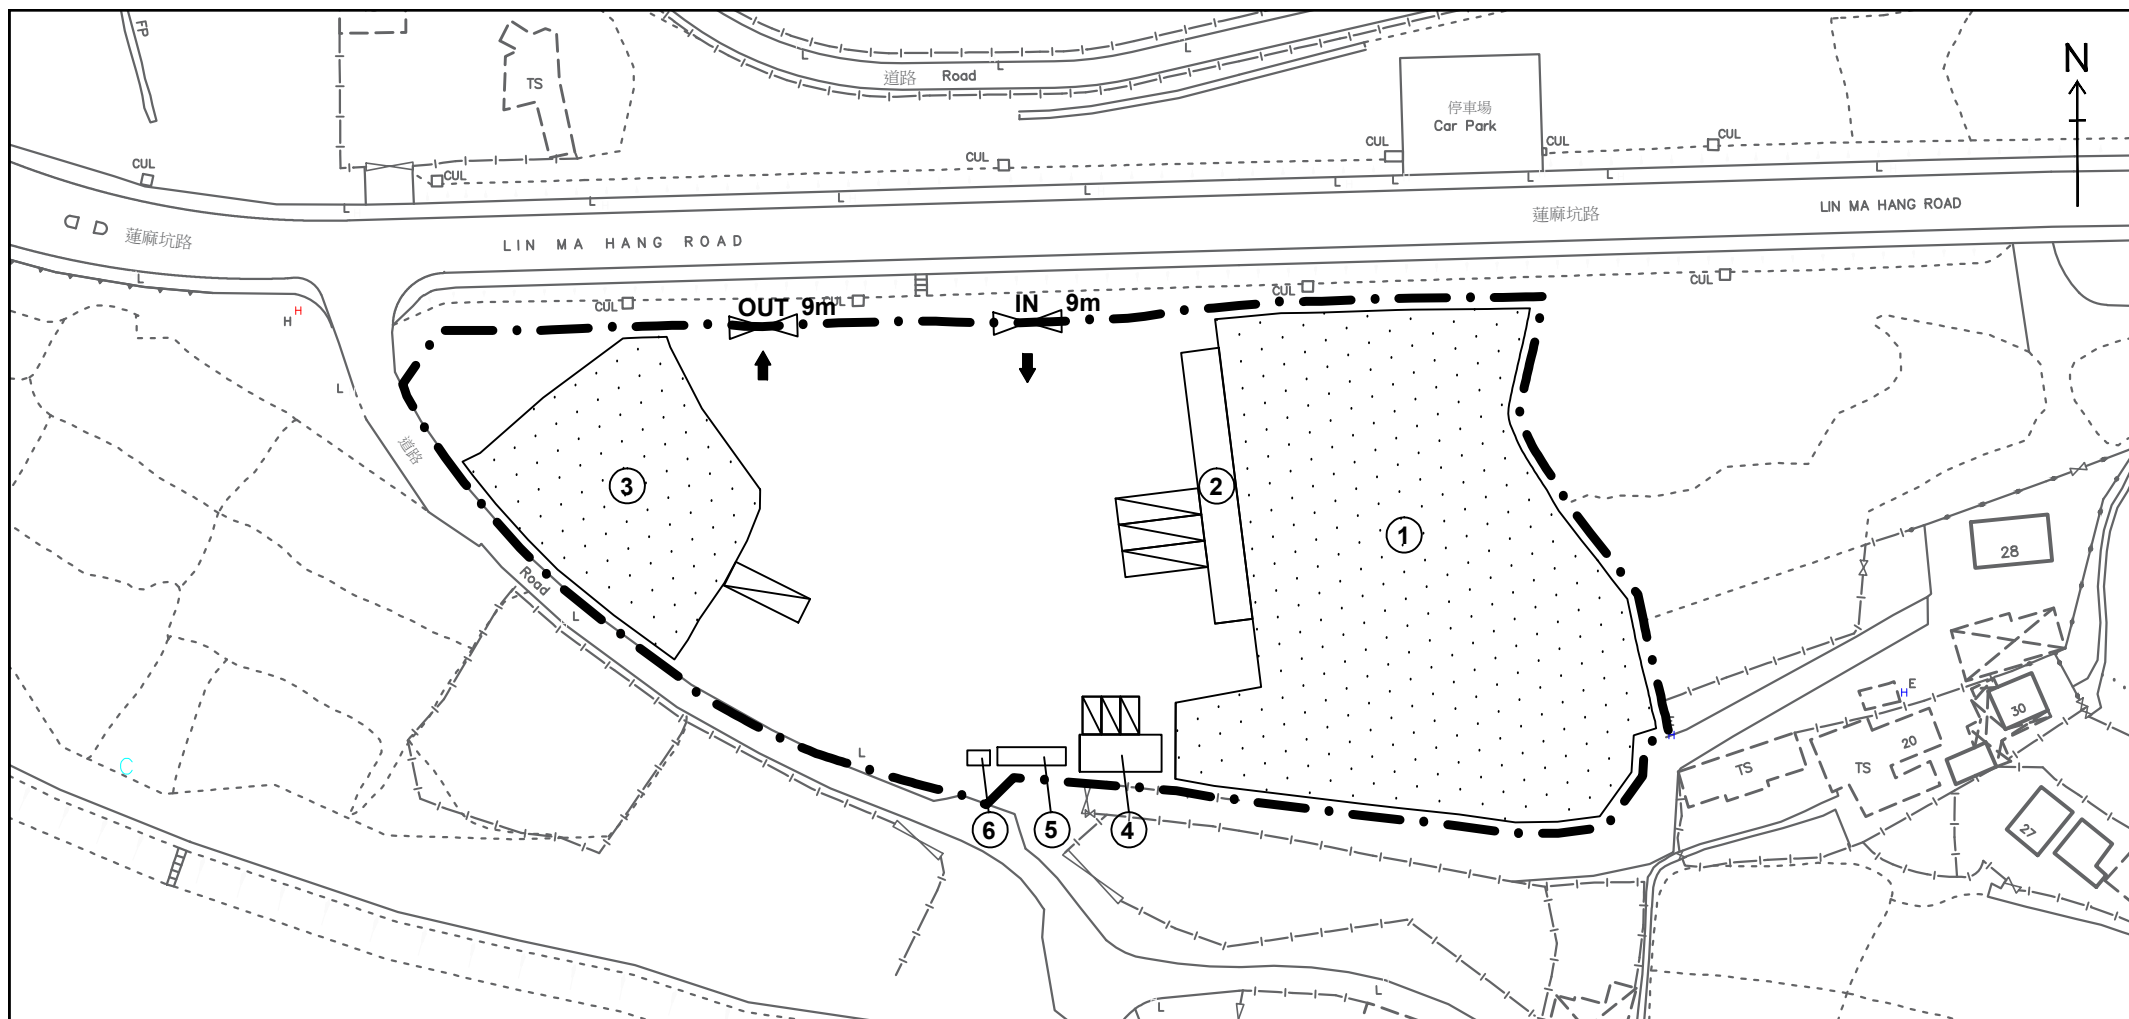 FP
TS
道路 Road
停車場
Car Park
N
CUL
CUL
CUL
CUL
CUL
CUL
L
L
L
L
L
L
L
L
L
L
L
蓮麻坑路
LIN MA HANG ROAD
蓮麻坑路
LIN MA HANG ROAD
L
CUL
CUL
CUL
CUL
OUT 9m
IN 9m
H
H
L
道路
Road
L
L
1
2
3
4
5
6
28
E
H
E
H
30
20
TS
TS
27
C
L
L